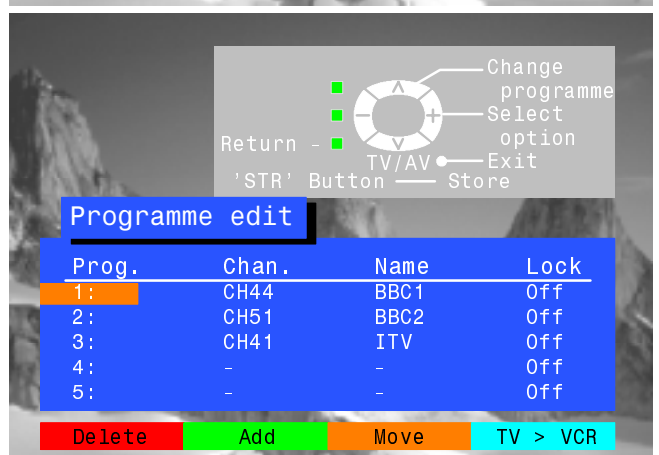 Change
programme
Select
option
Return -
TV/AV
Exit
'STR' Button Store
Programme edit
Prog. Chan. Name Lock
1: CH44 BBC1 Off
2: CH51 BBC2 Off
3: CH41 ITV Off
4: - - Off
5: - - Off
Delete Add Move TV > VCR